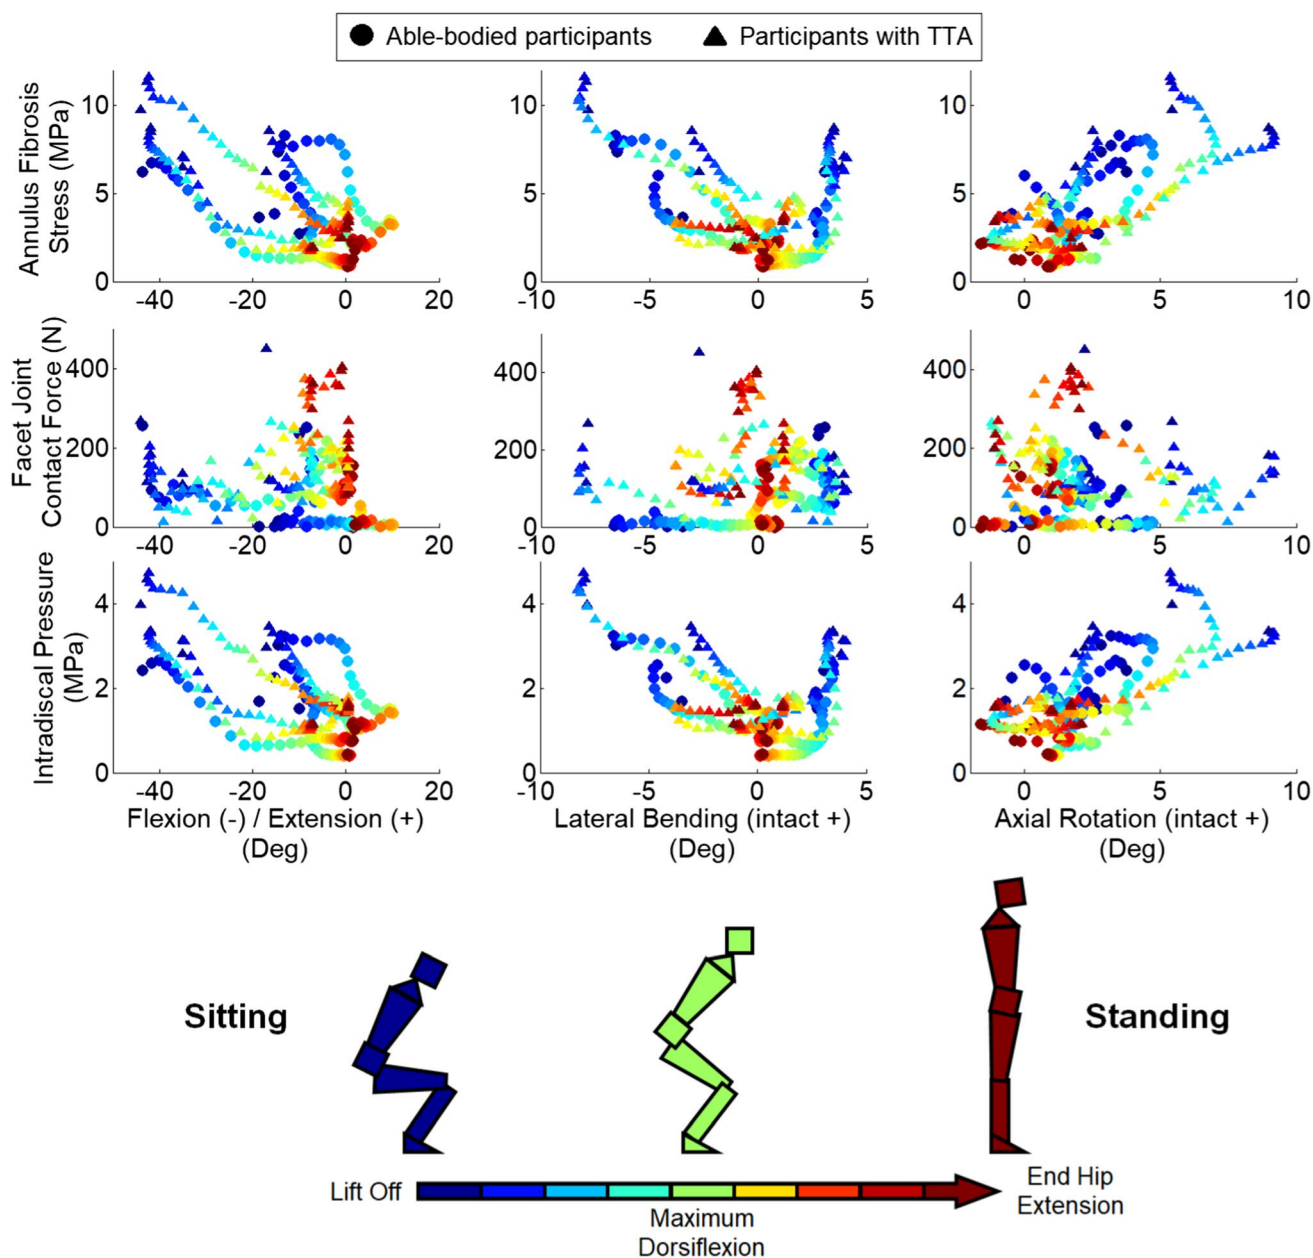 Able-bodied participants
Participants with TTA
Annulus Fibrosis
Stress (MPa)
10
5
0
-40 -20 0 20
-10 -5 0 5
10
5
0
0 5 10
Facet Joint
Contact Force (N)
400
200
0
-40 -20 0 20
400
200
0
-10 -5 0 5
400
200
0
0 5 10
Intradiscal Pressure
(MPa)
4
2
0
-40 -20 0 20
Flexion (-) / Extension (+)
(Deg)
4
2
0
-10 -5 0 5
Lateral Bending (intact +)
(Deg)
4
2
0
0 5 10
Axial Rotation (intact +)
(Deg)
Sitting
Standing
Lift Off
Maximum
Dorsiflexion
End Hip
Extension